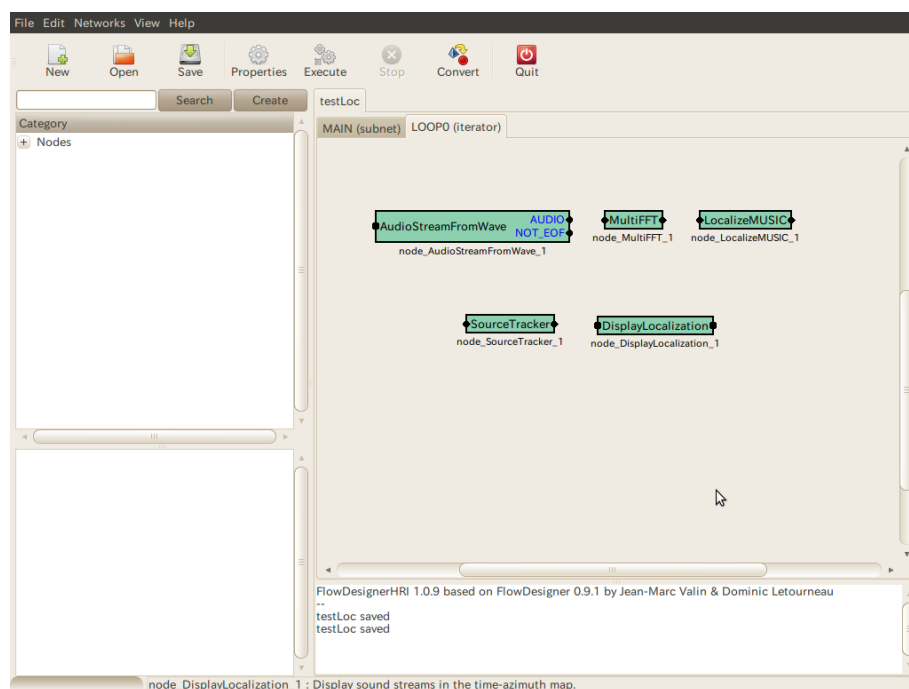 File Edit Networks View Help
New Open Save Properties Execute Stop Convert Quit
Search Create
testLoc
Category
MAIN (subnet) LOOP0 (iterator)
+ Nodes
AudioStreamFromWave AUDIO
NOT_EOF
node_AudioStreamFromWave_1
MultiFFT
node_MultiFFT_1
LocalizeMUSIC
node_LocalizeMUSIC_1
SourceTracker
node_SourceTracker_1
DisplayLocalization
node_DisplayLocalization_1
FlowDesignerHRI 1.0.9 based on FlowDesigner 0.9.1 by Jean-Marc Valin & Dominic Letourneau
--
testLoc saved
testLoc saved
node_DisplayLocalization_1 : Display sound streams in the time-azimuth map.